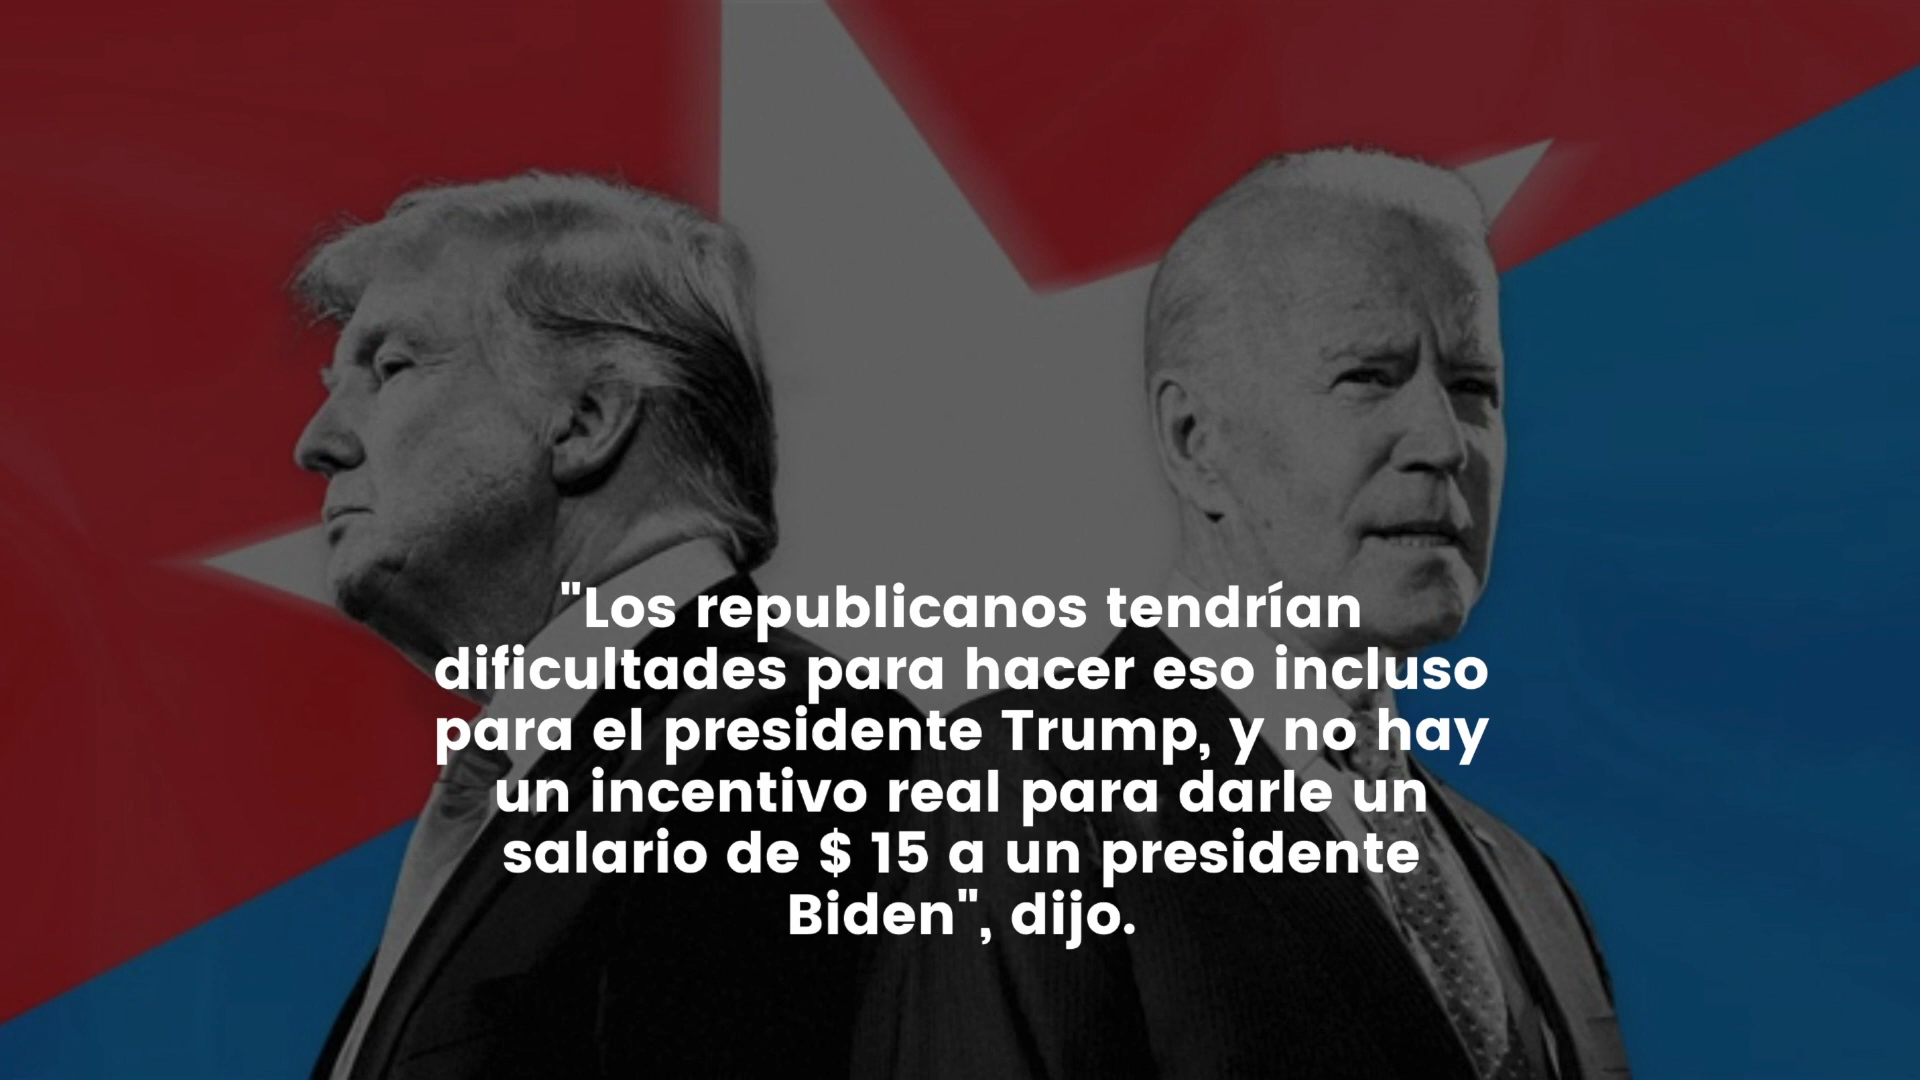 "Los republicanos tendrían
dificultades para hacer eso incluso
para el presidente Trump, y no hay
un incentivo real para darle un
salario de $ 15 a un presidente
Biden", dijo.